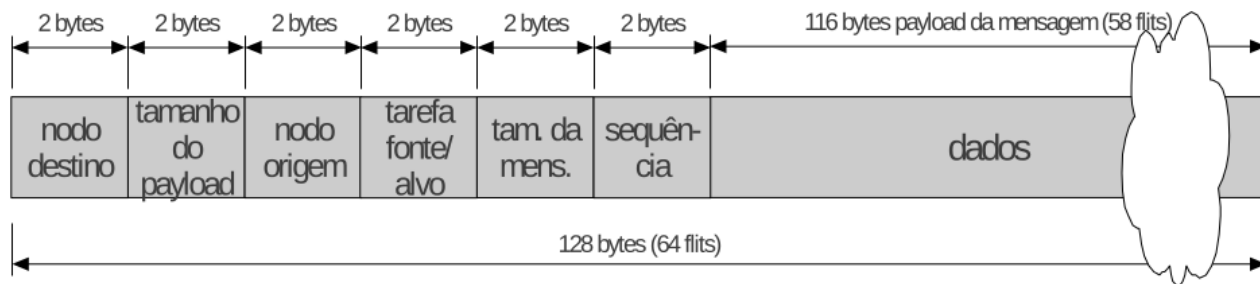 2 bytes 2 bytes 2 bytes 2 bytes 2 bytes 2 bytes 116 bytes payload da mensagem (58 flits)
nodo
destino
tamanho
do
payload
nodo
origem
tarefa
fonte/
alvo
tam. da
mens.
sequên-
cia
dados
128 bytes (64 flits)